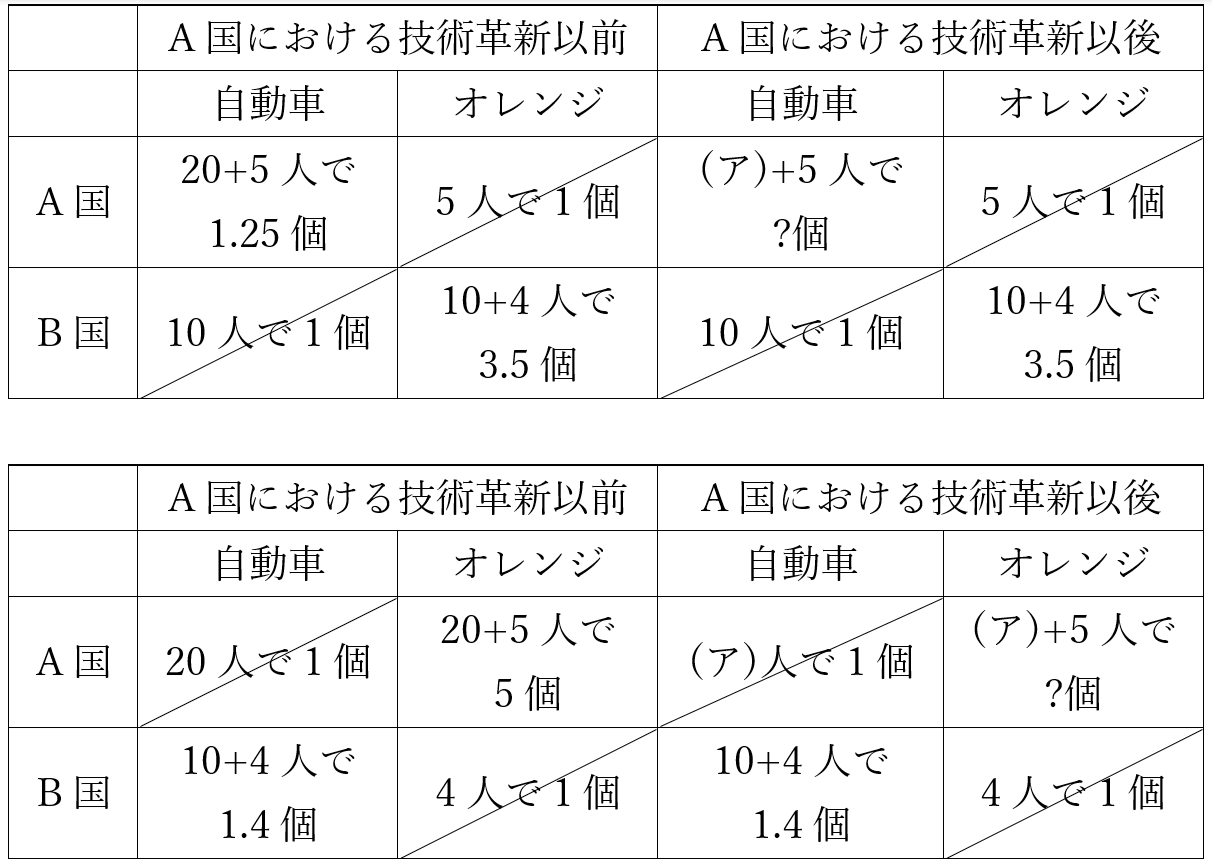 A 国における技術革新以前 A 国における技術革新以後
自動車 オレンジ 自動車 オレンジ
A 国 20+5 人で 1.25 個 5 人で 1 個 (ア)+5 人で ?個 5 人で 1 個
B 国 10 人で 1 個 10+4 人で 3.5 個 10 人で 1 個 10+4 人で 3.5 個
A 国における技術革新以前 A 国における技術革新以後
自動車 オレンジ 自動車 オレンジ
A 国 20 人で 1 個 20+5 人で 5 個 (ア)人で 1 個 (ア)+5 人で ?個
B 国 10+4 人で 1.4 個 4 人で 1 個 10+4 人で 1.4 個 4 人で 1 個